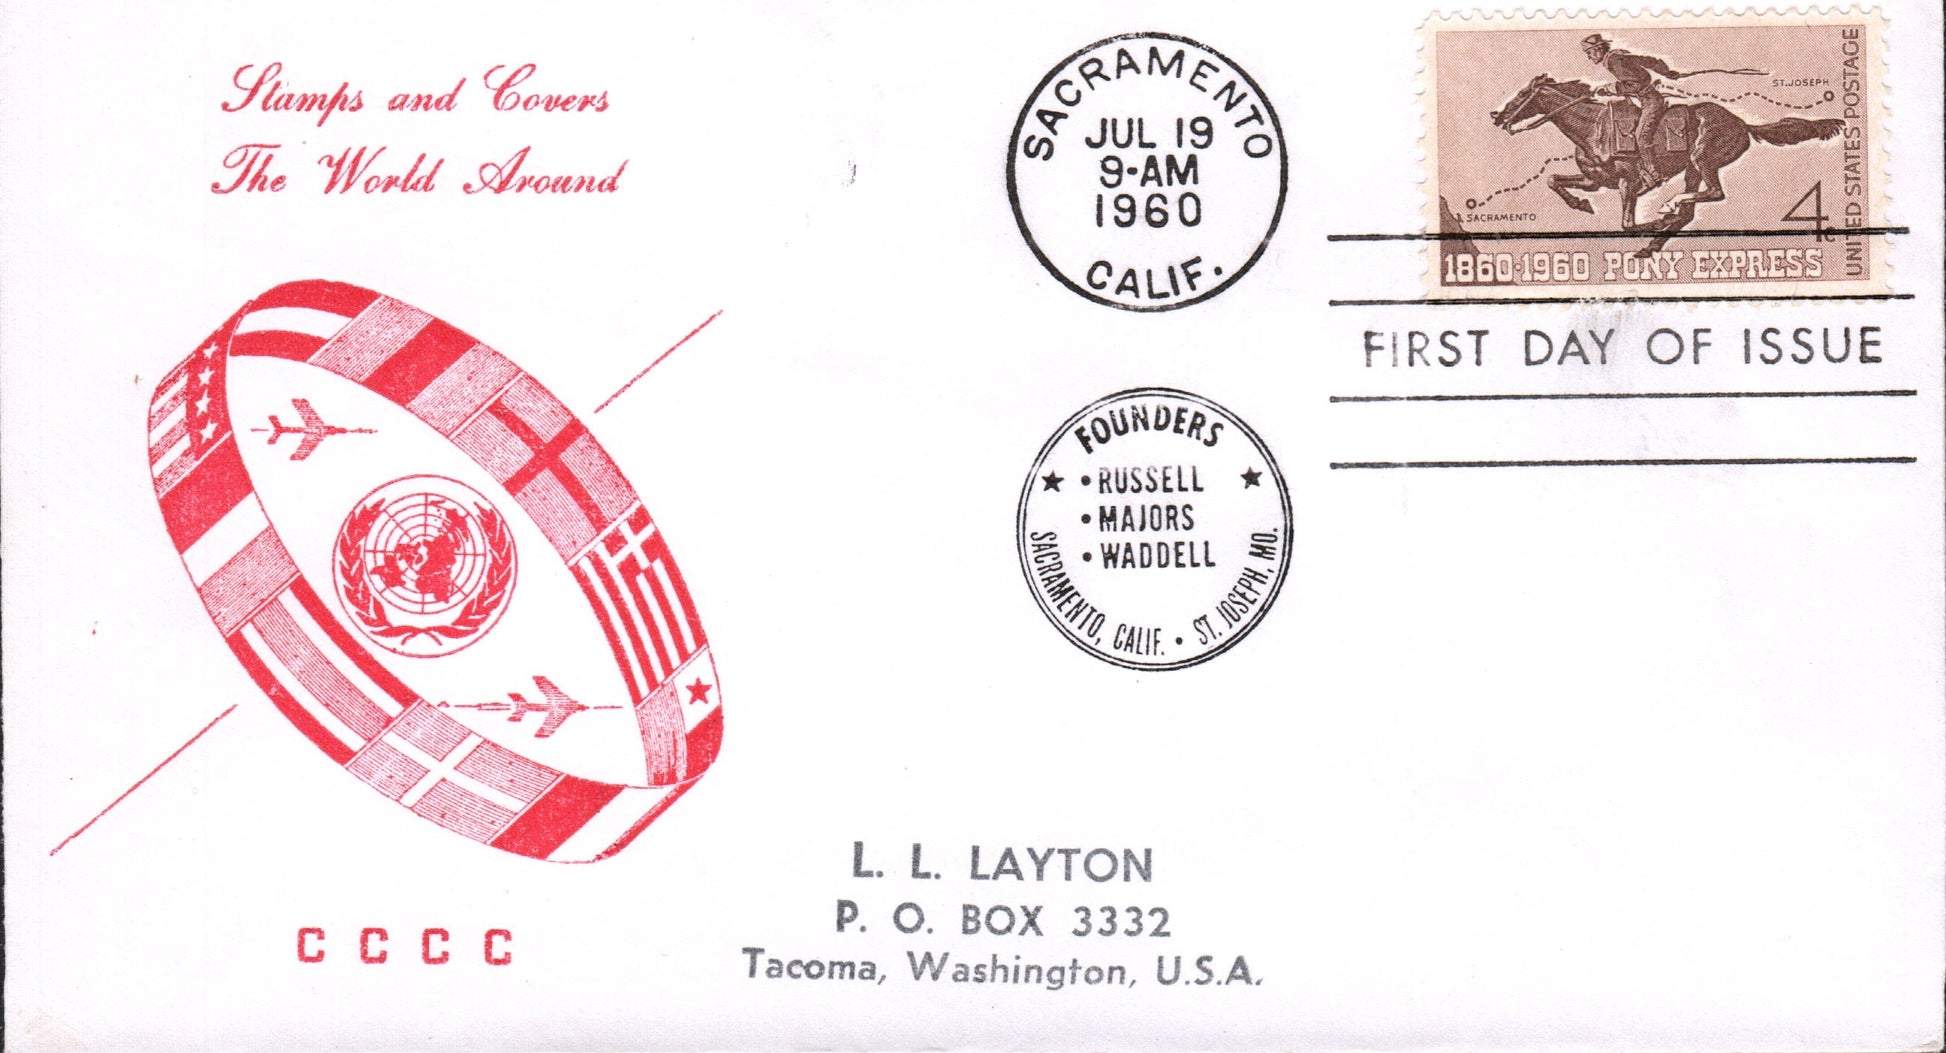 Stamps and Covers
The World Around
C C C C
SACRAMENTO
JUL 19
9-AM
1960
CALIF.
ST. JOSEPH
SACRAMENTO
4c
UNITED STATES POSTAGE
1860·1960 PONY EXPRESS
FIRST DAY OF ISSUE
FOUNDERS
• RUSSELL
• MAJORS
• WADDELL
SACRAMENTO, CALIF. • ST. JOSEPH, MO.
L. L. LAYTON
P. O. BOX 3332
Tacoma, Washington, U.S.A.